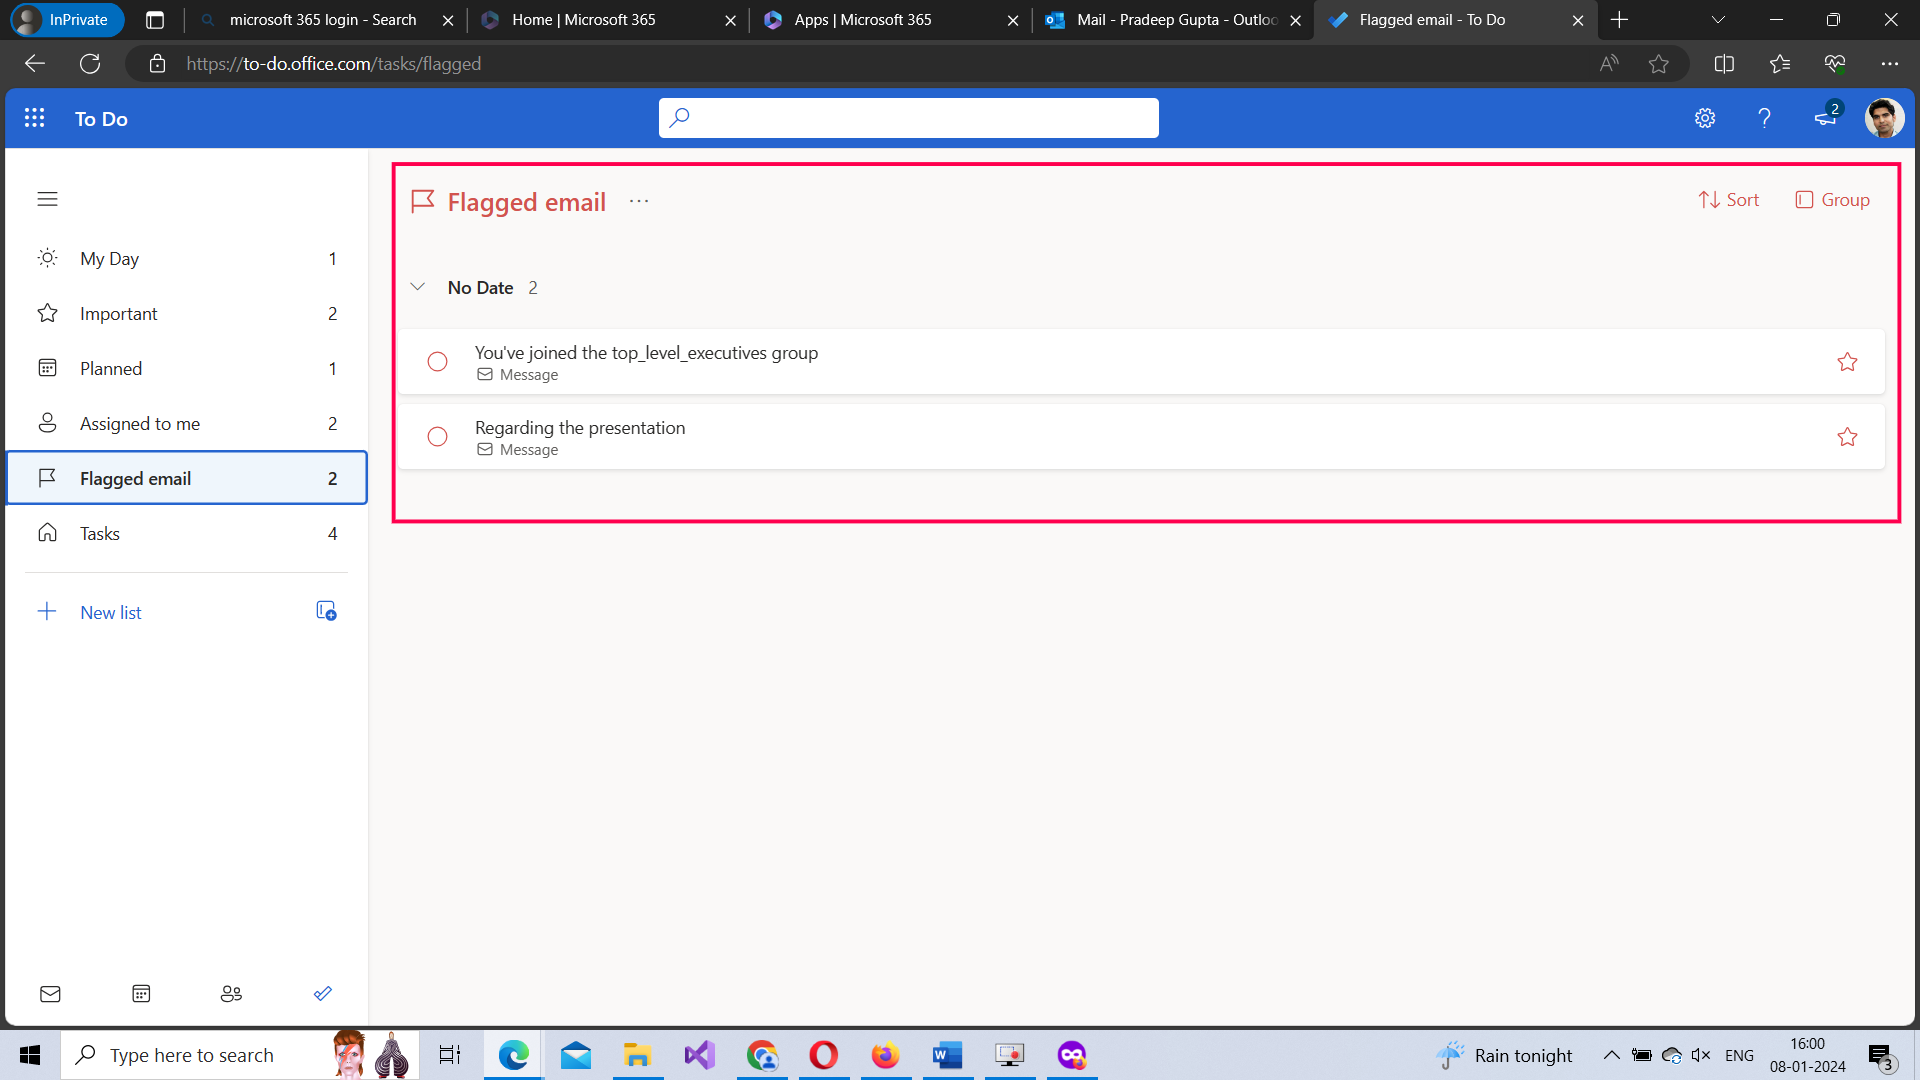 InPrivate
microsoft 365 login - Search
Home | Microsoft 365
Apps | Microsoft 365
Mail - Pradeep Gupta - Outloo
Flagged email - To Do
https://to-do.office.com/tasks/flagged
To Do
2
Flagged email ...
Sort
Group
My Day 1
Important 2
Planned 1
Assigned to me 2
Flagged email 2
Tasks 4
New list
No Date 2
You've joined the top_level_executives group
Message
Regarding the presentation
Message
Type here to search
Rain tonight
ENG
16:00
08-01-2024
3